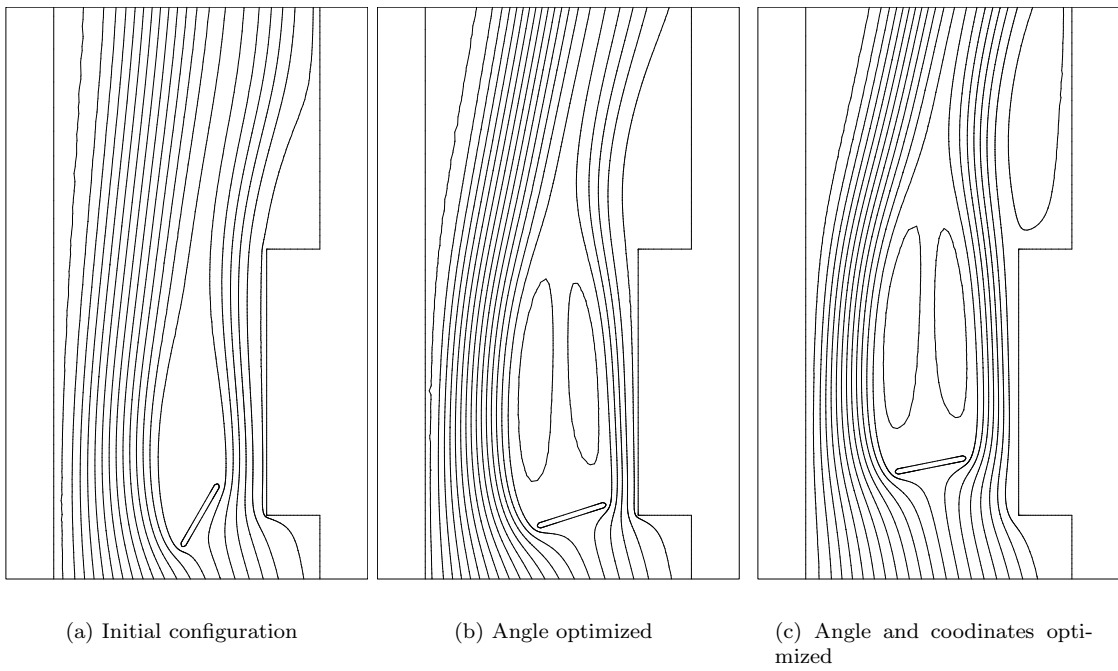 (a) Initial configuration
(b) Angle optimized
(c) Angle and coodinates opti-
mized